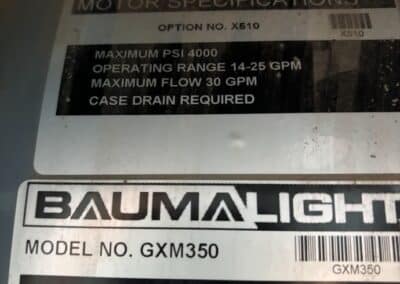 MOTOR SPECIFICATIONS
OPTION NO. X510
X510
MAXIMUM PSI 4000
OPERATING RANGE 14-25 GPM
MAXIMUM FLOW 30 GPM
CASE DRAIN REQUIRED
BAUMALIGHT
MODEL NO. GXM350
GXM350